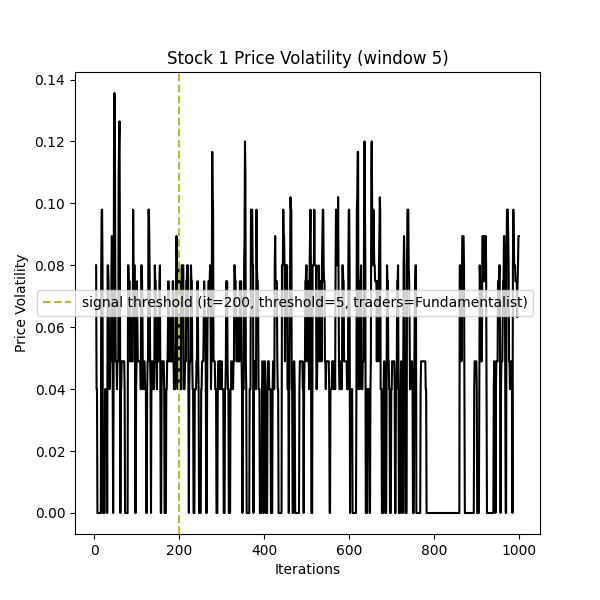 Stock 1 Price Volatility (window 5)
0.14
0.12
0.10
0.08
0.06
0.04
0.02
0.00
Price Volatility
signal threshold (it=200, threshold=5, traders=Fundamentalist)
0 200 400 600 800 1000
Iterations